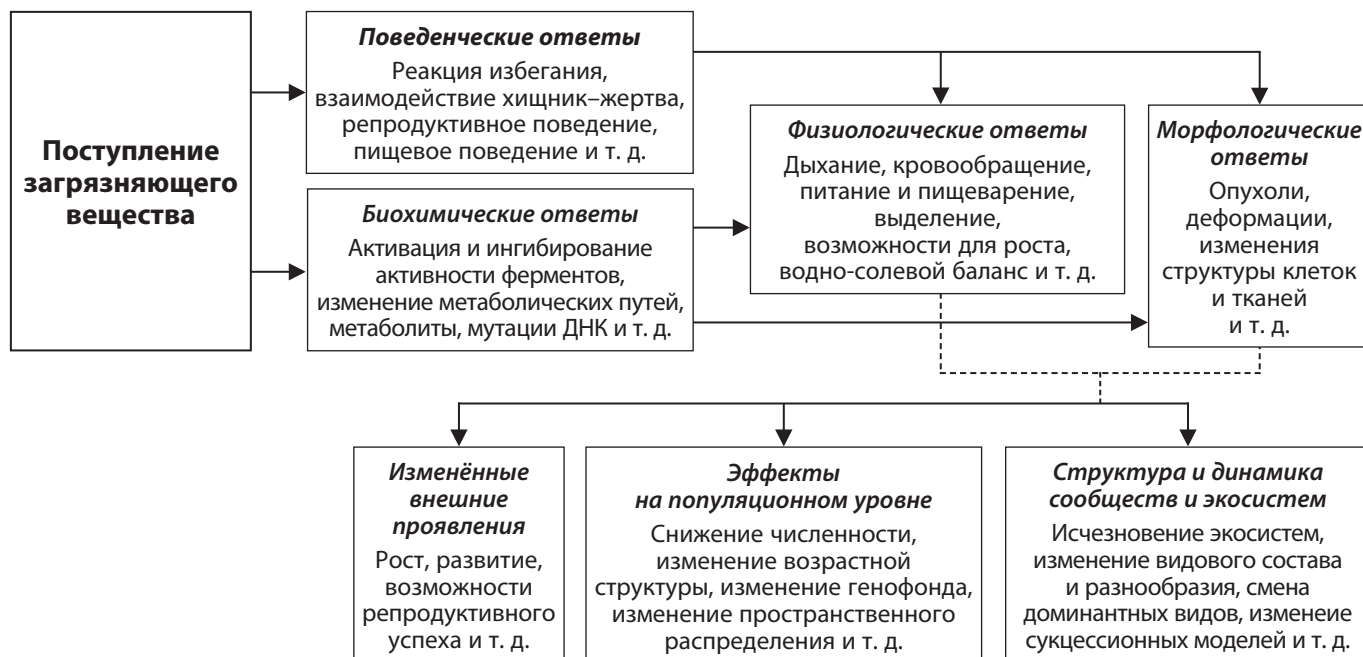 Поступление
загрязняющего
вещества
Поведенческие ответы
Реакция избегания,
взаимодействие хищник–жертва,
репродуктивное поведение,
пищевое поведение и т. д.
Биохимические ответы
Активация и ингибирование
активности ферментов,
изменение метаболических путей,
метаболиты, мутации ДНК и т. д.
Физиологические ответы
Дыхание, кровообращение,
питание и пищеварение,
выделение,
возможности для роста,
водно-солевой баланс и т. д.
Морфологические
ответы
Опухоли,
деформации,
изменения
структуры клеток
и тканей
и т. д.
Изменённые
внешние
проявления
Рост, развитие,
возможности
репродуктивного
успеха и т. д.
Эффекты
на популяционном уровне
Снижение численности,
изменение возрастной
структуры, изменение генофонда,
изменение пространственного
распределения и т. д.
Структура и динамика
сообществ и экосистем
Исчезновение экосистем,
изменение видового состава
и разнообразия, смена
доминантных видов, изменеие
сукцессионных моделей и т. д.